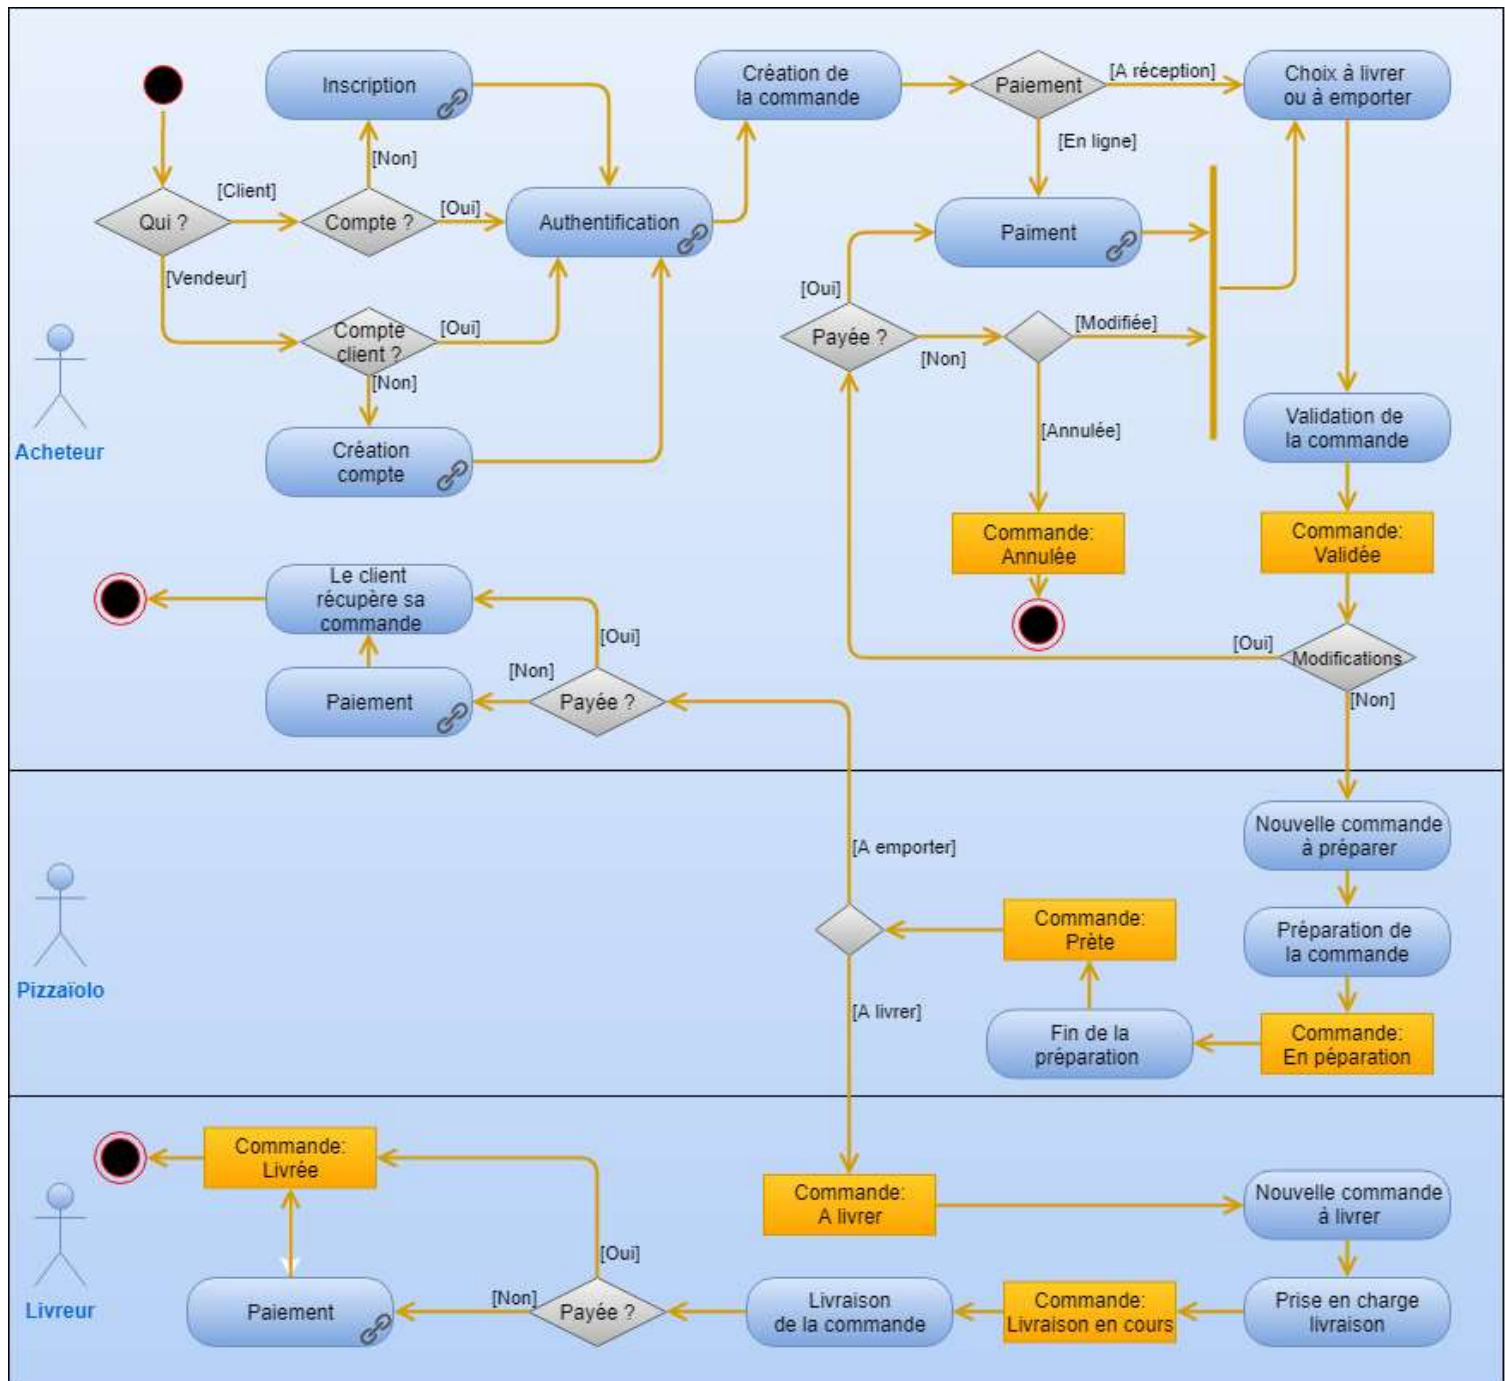 Inscription
Création de
la commande
Paiement
[A réception]
Choix à livrer
ou à emporter
[En ligne]
[Non]
[Client]
Qui ?
Compte ?
[Oui]
Authentification
Paiment
[Vendeur]
[Oui]
Compte
client ?
[Oui]
Payée ?
[Non]
[Modifiée]
[Non]
Création
compte
[Annulée]
Validation de
la commande
Acheteur
Commande:
Annulée
Commande:
Validée
Le client
récupère sa
commande
[Oui]
[Oui]
Modifications
[Non]
Paiement
[Non]
Payée ?
Nouvelle commande
à préparer
[A emporter]
Commande:
Prète
Préparation de
la commande
Pizzaïolo
[A livrer]
Fin de la
préparation
Commande:
En péparation
Commande:
Livrée
Commande:
A livrer
Nouvelle commande
à livrer
[Oui]
Livreur
Paiement
[Non]
Payée ?
Livraison
de la commande
Commande:
Livraison en cours
Prise en charge
livraison